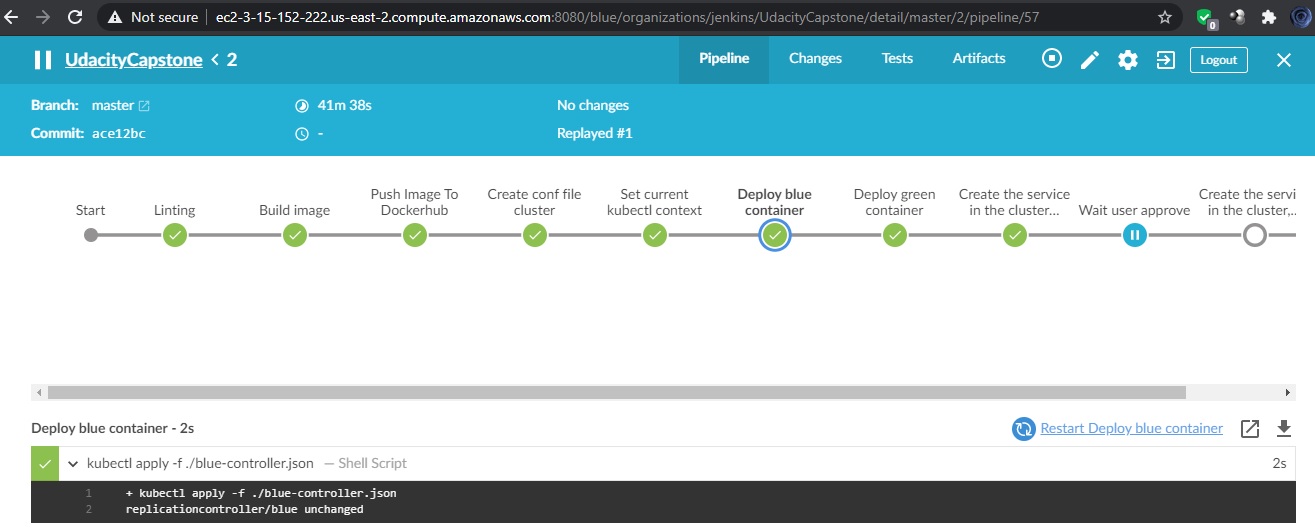 Not secure ec2-3-15-152-222.us-east-2.compute.amazonaws.com:8080/blue/organizations/jenkins/UdacityCapstone/detail/master/2/pipeline/57
0
UdacityCapstone < 2 Pipeline Changes Tests Artifacts Logout
Branch: master 41m 38s No changes
Commit: ace12bc - Replayed #1
Start
Linting
Build image
Push Image To
Dockerhub
Create conf file
cluster
Set current
kubectl context
Deploy blue
container
Deploy green
container
Create the service
in the cluster...
Wait user approve
Create the servi
in the cluster,..
Deploy blue container - 2s Restart Deploy blue container
kubectl apply -f ./blue-controller.json — Shell Script 2s
1 + kubectl apply -f ./blue-controller.json
2 replicationcontroller/blue unchanged